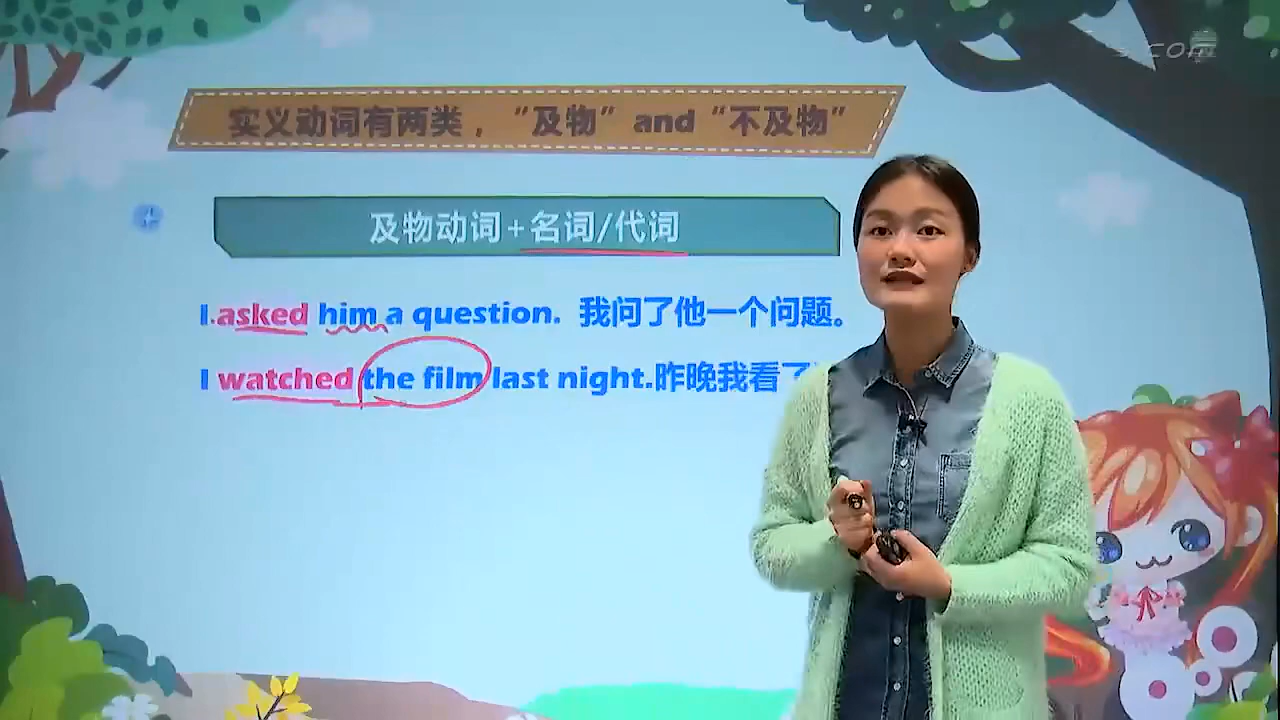 实义动词有两类，“及物” and “不及物”
及物动词+名词/代词
I.asked him a question. 我问了他一个问题。
I watched the film last night.昨晚我看了